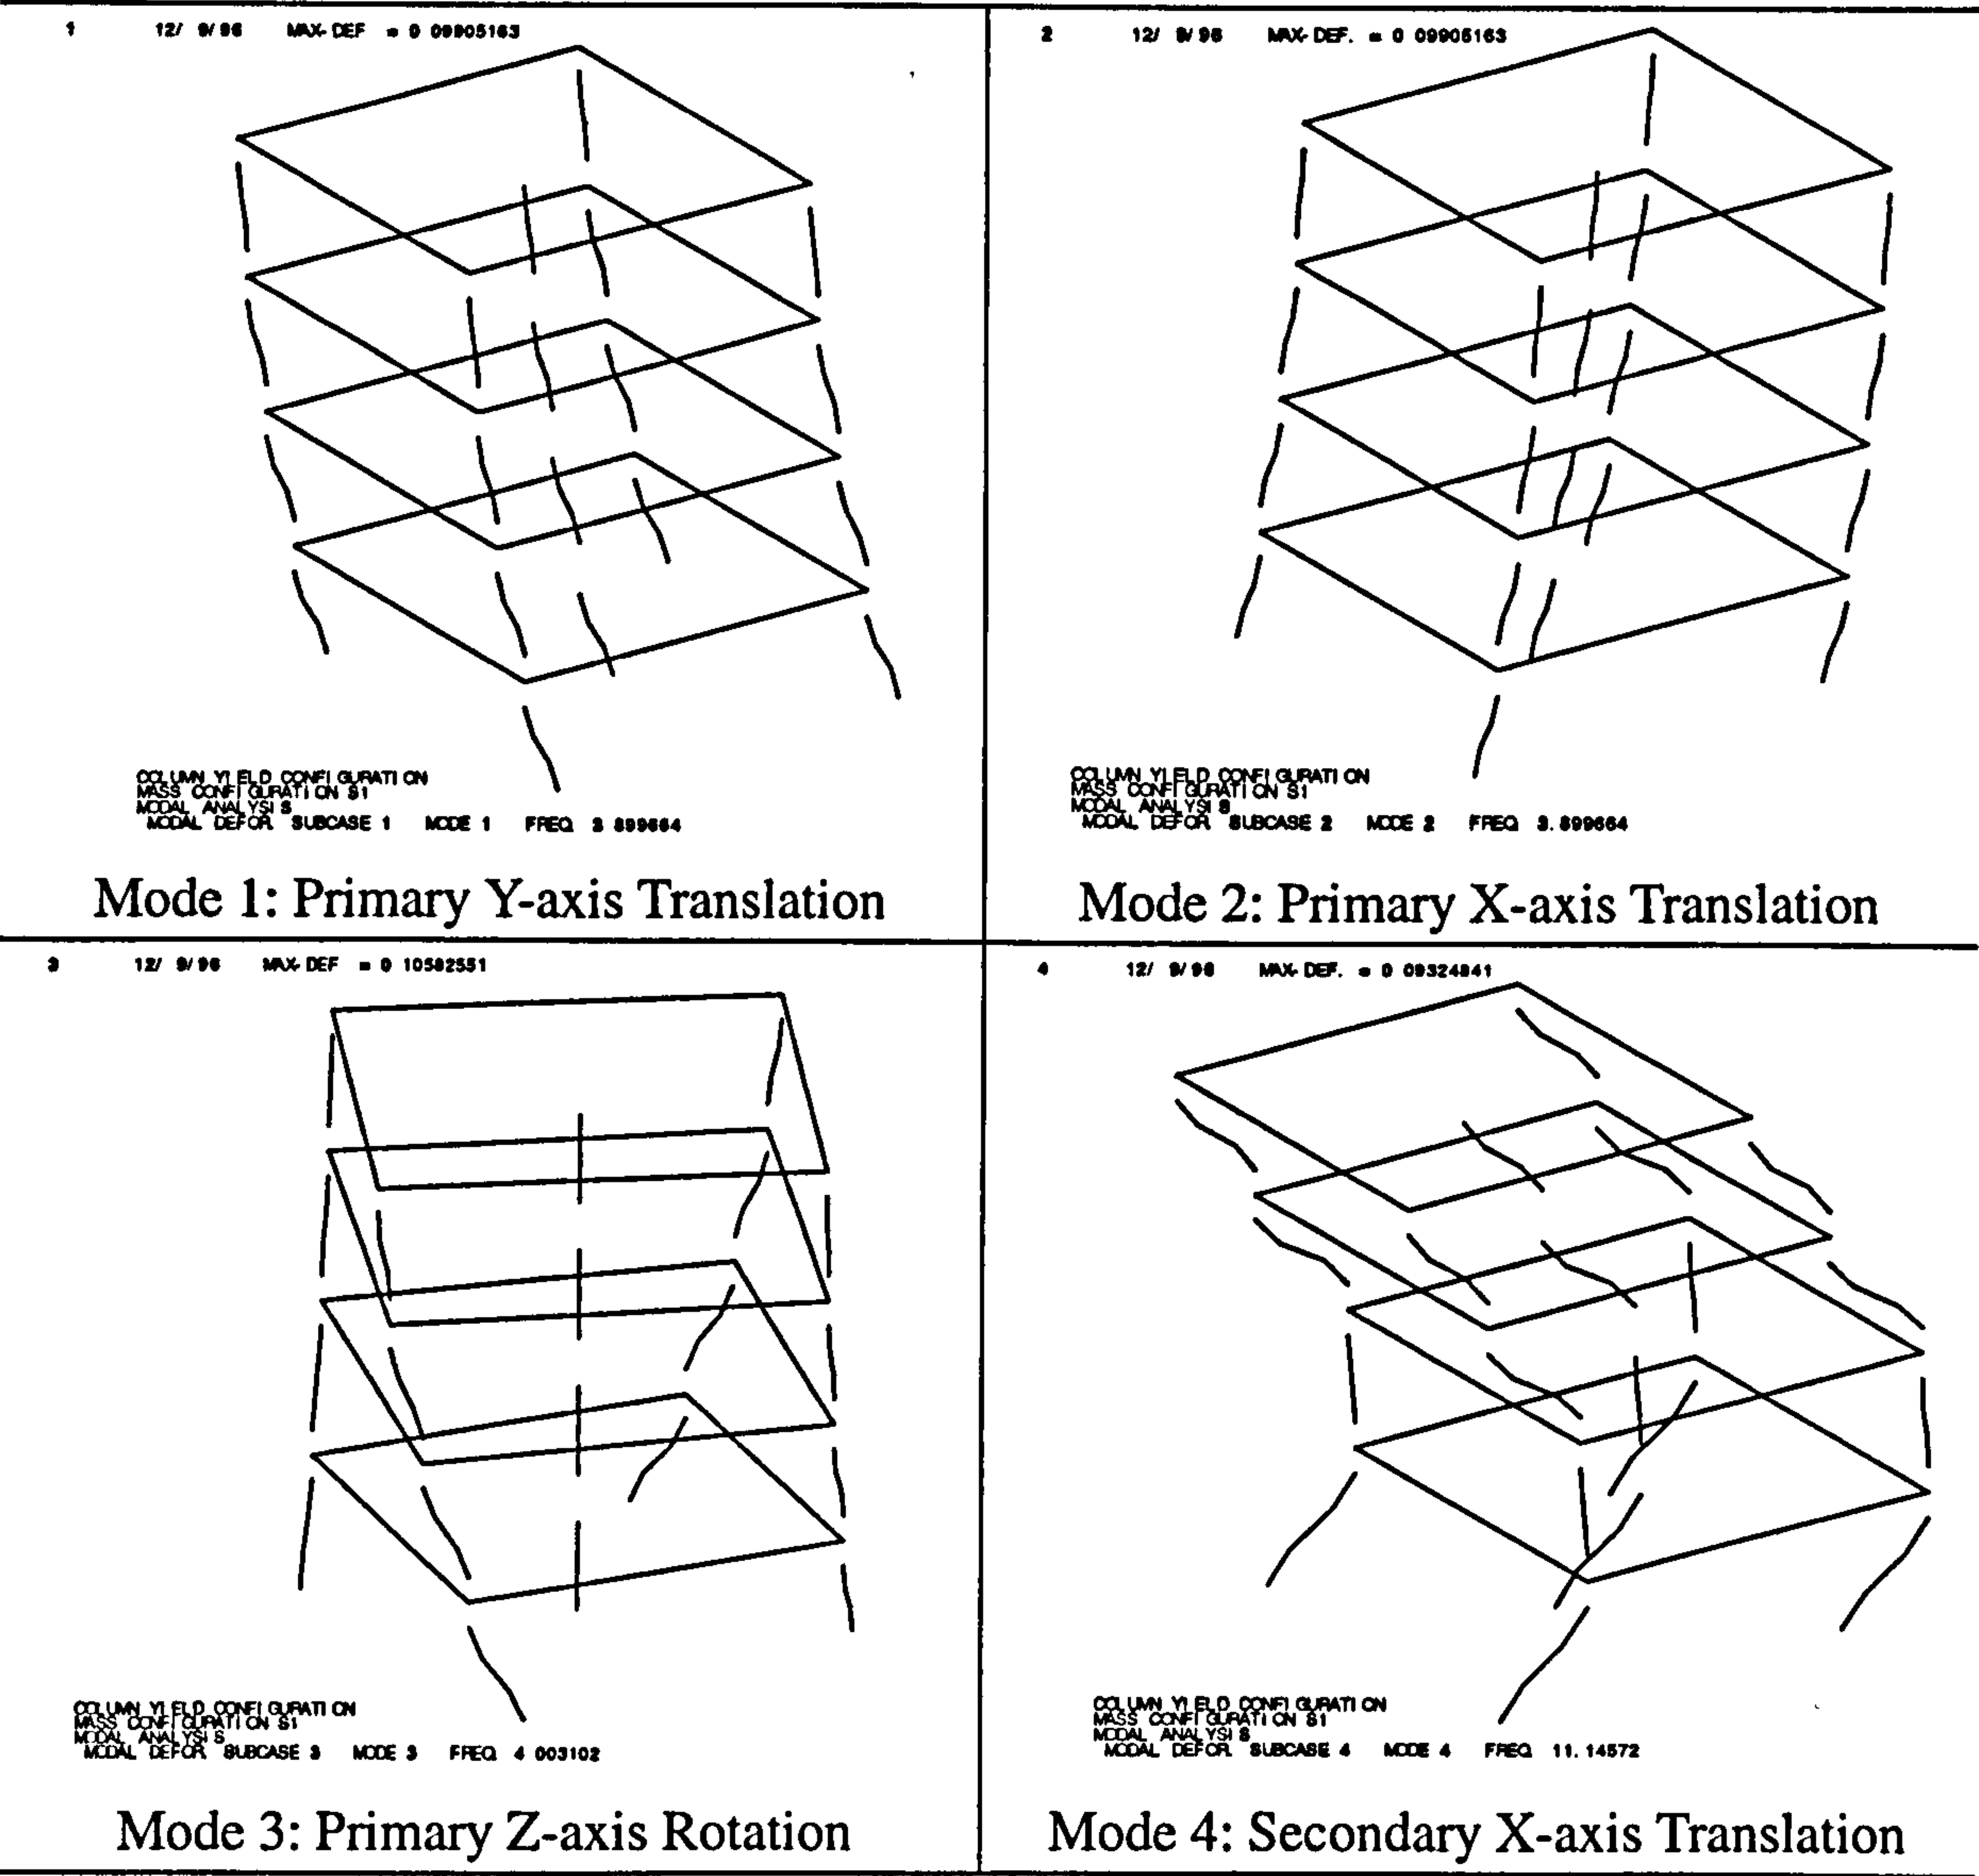 1 12/ 9/96 MAX-DEF = 0 09905163
COLUMN YIELD CONFIGURATION
MASS CONFIGURATION S1
MODAL ANALYSIS
MODAL DEFOR SUBCASE 1 MODE 1 FREQ 3 899664
Mode 1: Primary Y-axis Translation
2 12/ 9/96 MAX-DEF. = 0 09905163
COLUMN YIELD CONFIGURATION
MASS CONFIGURATION S1
MODAL ANALYSIS
MODAL DEFOR SUBCASE 2 MODE 2 FREQ 3.899664
Mode 2: Primary X-axis Translation
3 12/ 9/96 MAX-DEF = 0 10582551
COLUMN YIELD CONFIGURATION
MASS CONFIGURATION S1
MODAL ANALYSIS
MODAL DEFOR SUBCASE 3 MODE 3 FREQ 4 003102
Mode 3: Primary Z-axis Rotation
4 12/ 9/96 MAX-DEF. = 0 09324841
COLUMN YIELD CONFIGURATION
MASS CONFIGURATION S1
MODAL ANALYSIS
MODAL DEFOR SUBCASE 4 MODE 4 FREQ 11.14572
Mode 4: Secondary X-axis Translation